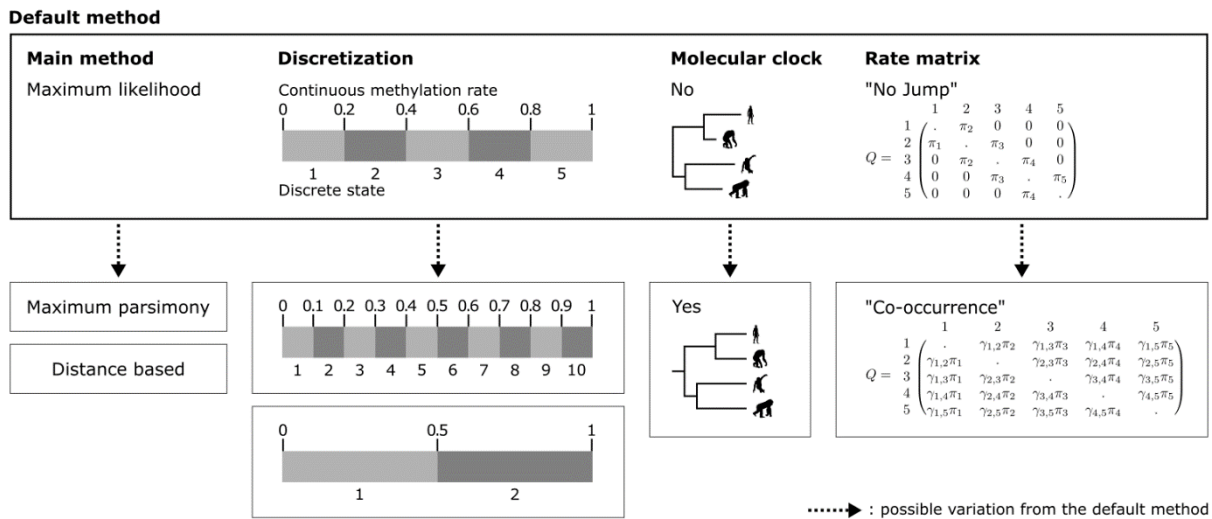 Default method
Main method
Maximum likelihood
Discretization
Continuous methylation rate
0 0.2 0.4 0.6 0.8 1
1 2 3 4 5
Discrete state
Molecular clock
No
Rate matrix
"No Jump"
1 2 3 4 5
1 . π2 0 0 0
2 π1 . π3 0 0
Q = 3 0 π2 . π4 0
4 0 0 π3 . π5
5 0 0 0 π4 .
Maximum parsimony
Distance based
0 0.1 0.2 0.3 0.4 0.5 0.6 0.7 0.8 0.9 1
1 2 3 4 5 6 7 8 9 10
0 0.5 1
1 2
Yes
"Co-occurrence"
1 2 3 4 5
1 . γ1,2π2 γ1,3π3 γ1,4π4 γ1,5π5
2 γ1,2π1 . γ2,3π3 γ2,4π4 γ2,5π5
Q = 3 γ1,3π1 γ2,3π2 . γ3,4π4 γ3,5π5
4 γ1,4π1 γ2,4π2 γ3,4π3 . γ4,5π5
5 γ1,5π1 γ2,5π2 γ3,5π3 γ4,5π4 .
: possible variation from the default method